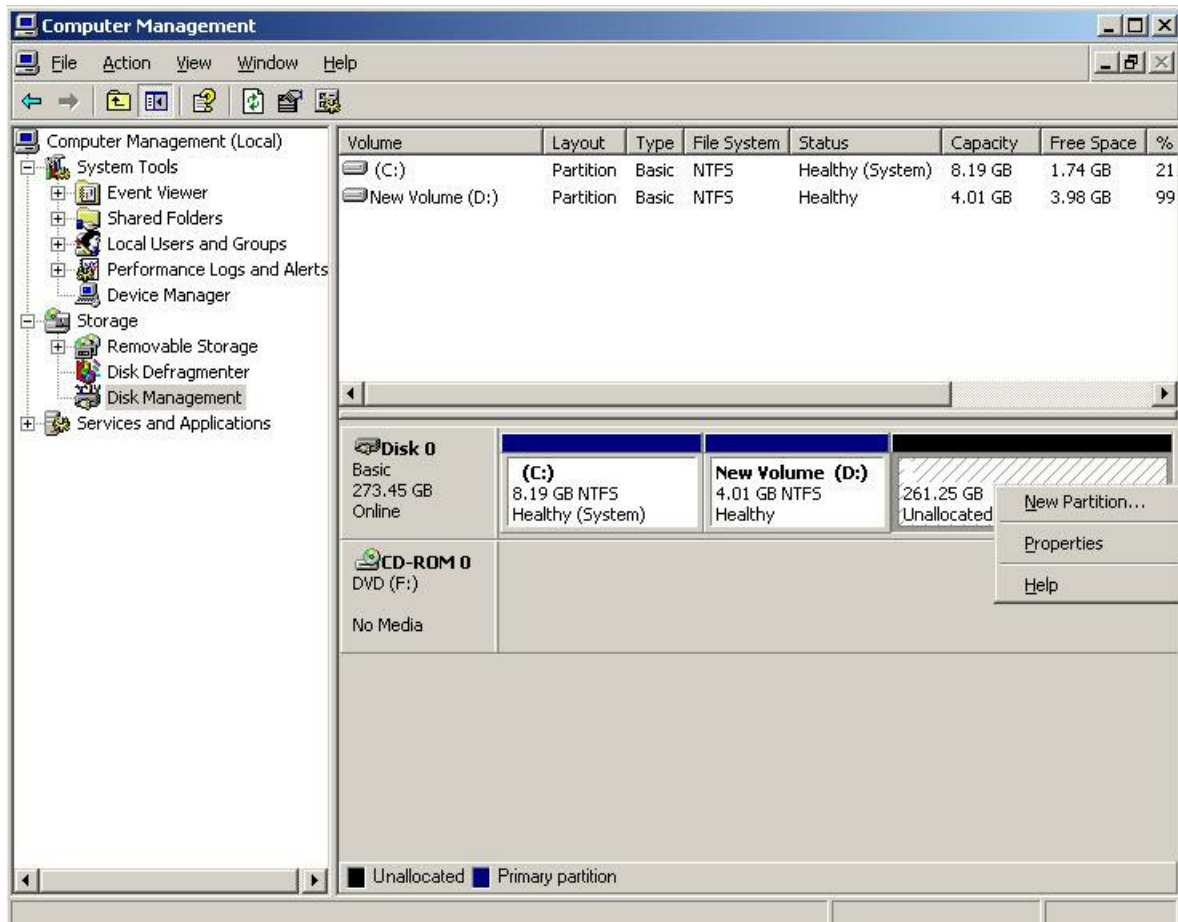 Computer Management
File Action View Window Help
Computer Management (Local)
System Tools
Event Viewer
Shared Folders
Local Users and Groups
Performance Logs and Alerts
Device Manager
Storage
Removable Storage
Disk Defragmenter
Disk Management
Services and Applications
Volume Layout Type File System Status Capacity Free Space %
(C:) Partition Basic NTFS Healthy (System) 8.19 GB 1.74 GB 21
New Volume (D:) Partition Basic NTFS Healthy 4.01 GB 3.98 GB 99
Disk 0
Basic
273.45 GB
Online
(C:)
8.19 GB NTFS
Healthy (System)
New Volume (D:)
4.01 GB NTFS
Healthy
261.25 GB
Unallocated
New Partition...
Properties
Help
CD-ROM 0
DVD (F:)
No Media
Unallocated Primary partition